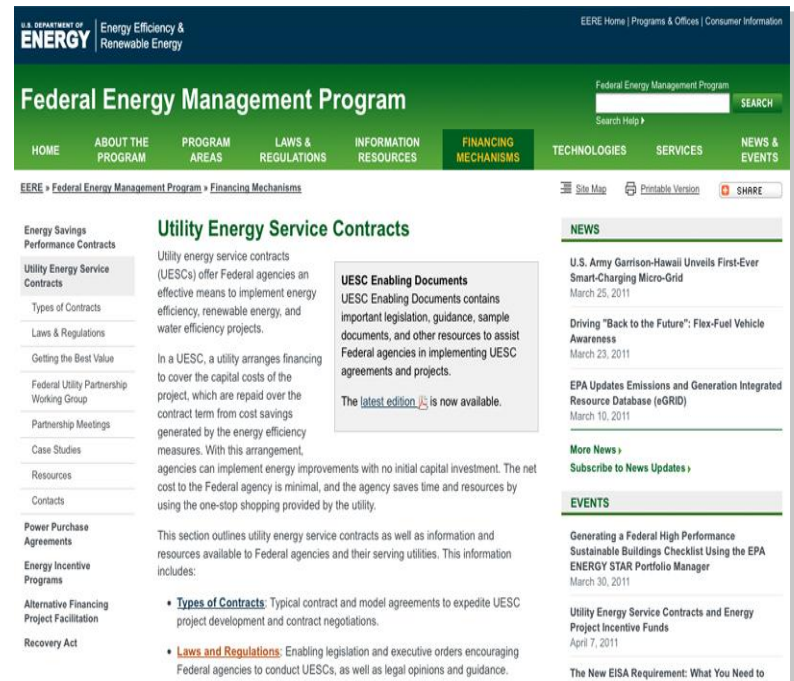 U.S. DEPARTMENT OF
ENERGY
Energy Efficiency &
Renewable Energy
EERE Home | Programs & Offices | Consumer Information
Federal Energy Management Program
Federal Energy Management Program
SEARCH
Search Help
HOME
ABOUT THE
PROGRAM
PROGRAM
AREAS
LAWS &
REGULATIONS
INFORMATION
RESOURCES
FINANCING
MECHANISMS
TECHNOLOGIES
SERVICES
NEWS &
EVENTS
EERE » Federal Energy Management Program » Financing Mechanisms
Site Map
Printable Version
SHARE
Energy Savings
Performance Contracts
Utility Energy Service
Contracts
Types of Contracts
Laws & Regulations
Getting the Best Value
Federal Utility Partnership
Working Group
Partnership Meetings
Case Studies
Resources
Contacts
Power Purchase
Agreements
Energy Incentive
Programs
Alternative Financing
Project Facilitation
Recovery Act
Utility Energy Service Contracts
Utility energy service contracts
(UESCs) offer Federal agencies an
effective means to implement energy
efficiency, renewable energy, and
water efficiency projects.
In a UESC, a utility arranges financing
to cover the capital costs of the
project, which are repaid over the
contract term from cost savings
generated by the energy efficiency
measures. With this arrangement,
agencies can implement energy improvements with no initial capital investment. The net
cost to the Federal agency is minimal, and the agency saves time and resources by
using the one-stop shopping provided by the utility.
UESC Enabling Documents
UESC Enabling Documents contains
important legislation, guidance, sample
documents, and other resources to assist
Federal agencies in implementing UESC
agreements and projects.
The latest edition is now available.
This section outlines utility energy service contracts as well as information and
resources available to Federal agencies and their serving utilities. This information
includes:
• Types of Contracts: Typical contract and model agreements to expedite UESC
project development and contract negotiations.
• Laws and Regulations: Enabling legislation and executive orders encouraging
Federal agencies to conduct UESCs, as well as legal opinions and guidance.
NEWS
U.S. Army Garrison-Hawaii Unveils First-Ever
Smart-Charging Micro-Grid
March 25, 2011
Driving "Back to the Future": Flex-Fuel Vehicle
Awareness
March 23, 2011
EPA Updates Emissions and Generation Integrated
Resource Database (eGRID)
March 10, 2011
More News
Subscribe to News Updates
EVENTS
Generating a Federal High Performance
Sustainable Buildings Checklist Using the EPA
ENERGY STAR Portfolio Manager
March 30, 2011
Utility Energy Service Contracts and Energy
Project Incentive Funds
April 7, 2011
The New EISA Requirement: What You Need to